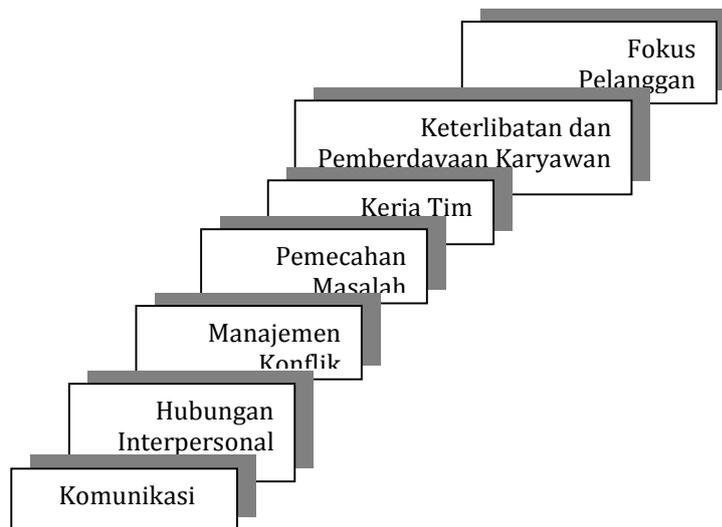 Fokus
Pelanggan
Keterlibatan dan
Pemberdayaan Karyawan
Kerja Tim
Pemecahan
Masalah
Manajemen
Konflik
Hubungan
Interpersonal
Komunikasi